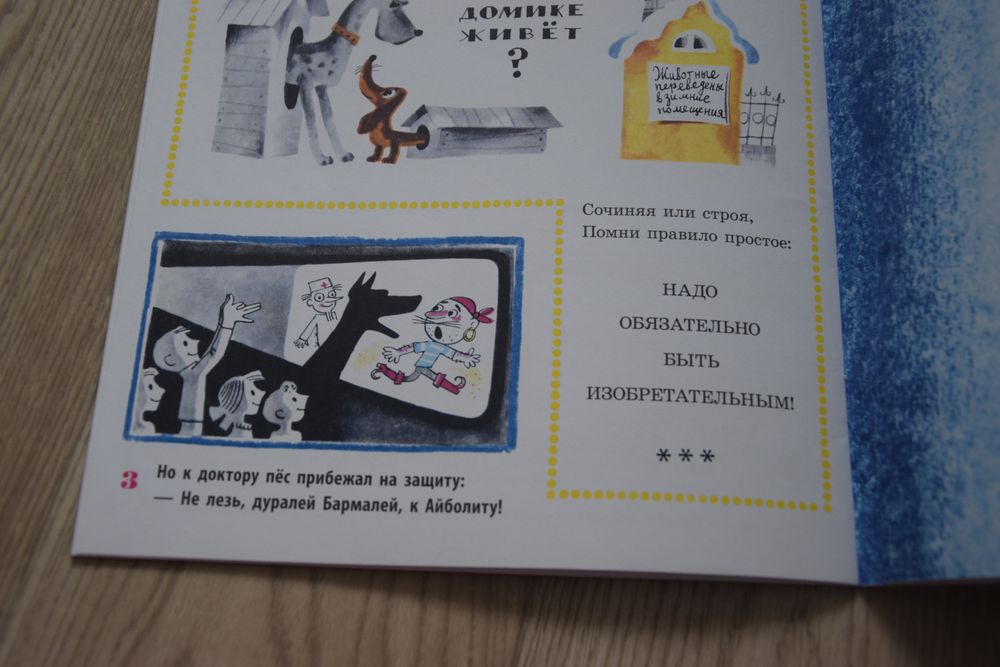 ДОМИКЕ
ЖИВЁТ
?
Животные
переведены
в зимние
помещения
Сочиняя или строя,
Помни правило простое:
НАДО
ОБЯЗАТЕЛЬНО
БЫТЬ
ИЗОБРЕТАТЕЛЬНЫМ!
***
3 Но к доктору пёс прибежал на защиту:
— Не лезь, дуралей Бармалей, к Айболиту!